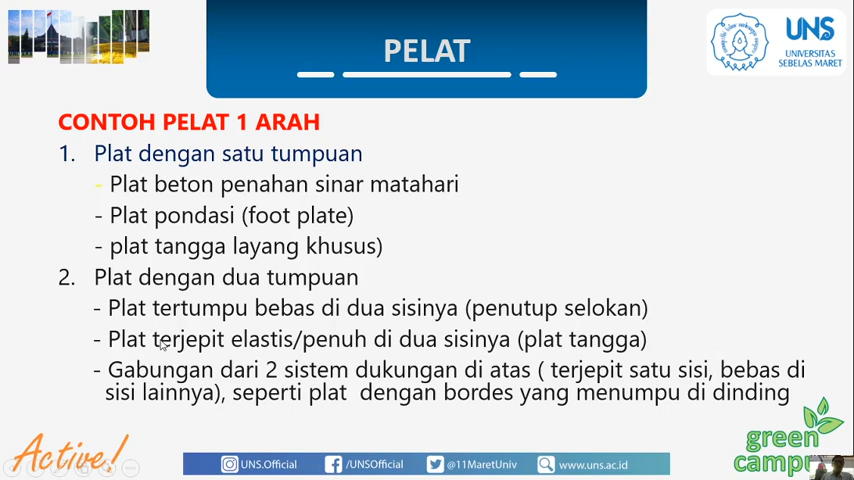 PELAT
UNS
UNIVERSITAS
SEBELAS MARET
CONTOH PELAT 1 ARAH
1. Plat dengan satu tumpuan
- Plat beton penahan sinar matahari
- Plat pondasi (foot plate)
- plat tangga layang khusus)
2. Plat dengan dua tumpuan
- Plat tertumpu bebas di dua sisinya (penutup selokan)
- Plat terjepit elastis/penuh di dua sisinya (plat tangga)
- Gabungan dari 2 sistem dukungan di atas ( terjepit satu sisi, bebas di
sisi lainnya), seperti plat dengan bordes yang menumpu di dinding
Active!
UNS.Official
/UNSOfficial
@11MaretUniv
www.uns.ac.id
green